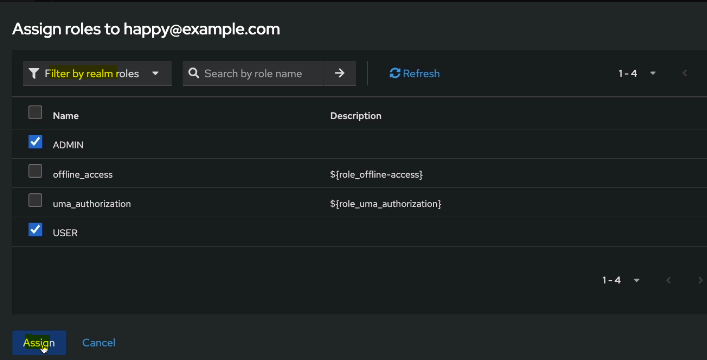 Assign roles to happy@example.com
Filter by realm roles Search by role name Refresh 1 - 4
Name Description
ADMIN
offline_access ${role_offline-access}
uma_authorization ${role_uma_authorization}
USER
1 - 4
Assign Cancel